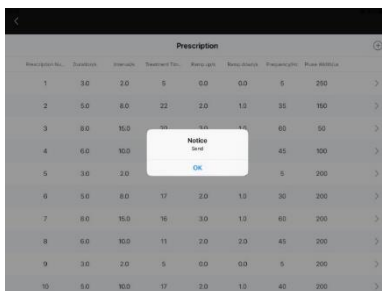 Prescription
Prescription No. Duration/s Intervals Treatment Tim.. Ramp up/s Ramp down/s Frequency/Hz Pulse Width/us
1 3.0 2.0 5 0.0 0.0 5 250
2 5.0 8.0 22 2.0 1.0 35 150
3 8.0 15.0 20 3.0 1.5 60 50
Notice
Send
4 6.0 10.0 45 100
OK
5 3.0 2.0 5 200
6 5.0 8.0 17 2.0 1.0 30 200
7 8.0 15.0 16 3.0 1.0 60 200
8 6.0 10.0 11 2.0 2.0 40 200
9 3.0 2.0 5 0.0 0.0 5 200
10 5.0 10.0 17 2.0 1.0 40 200